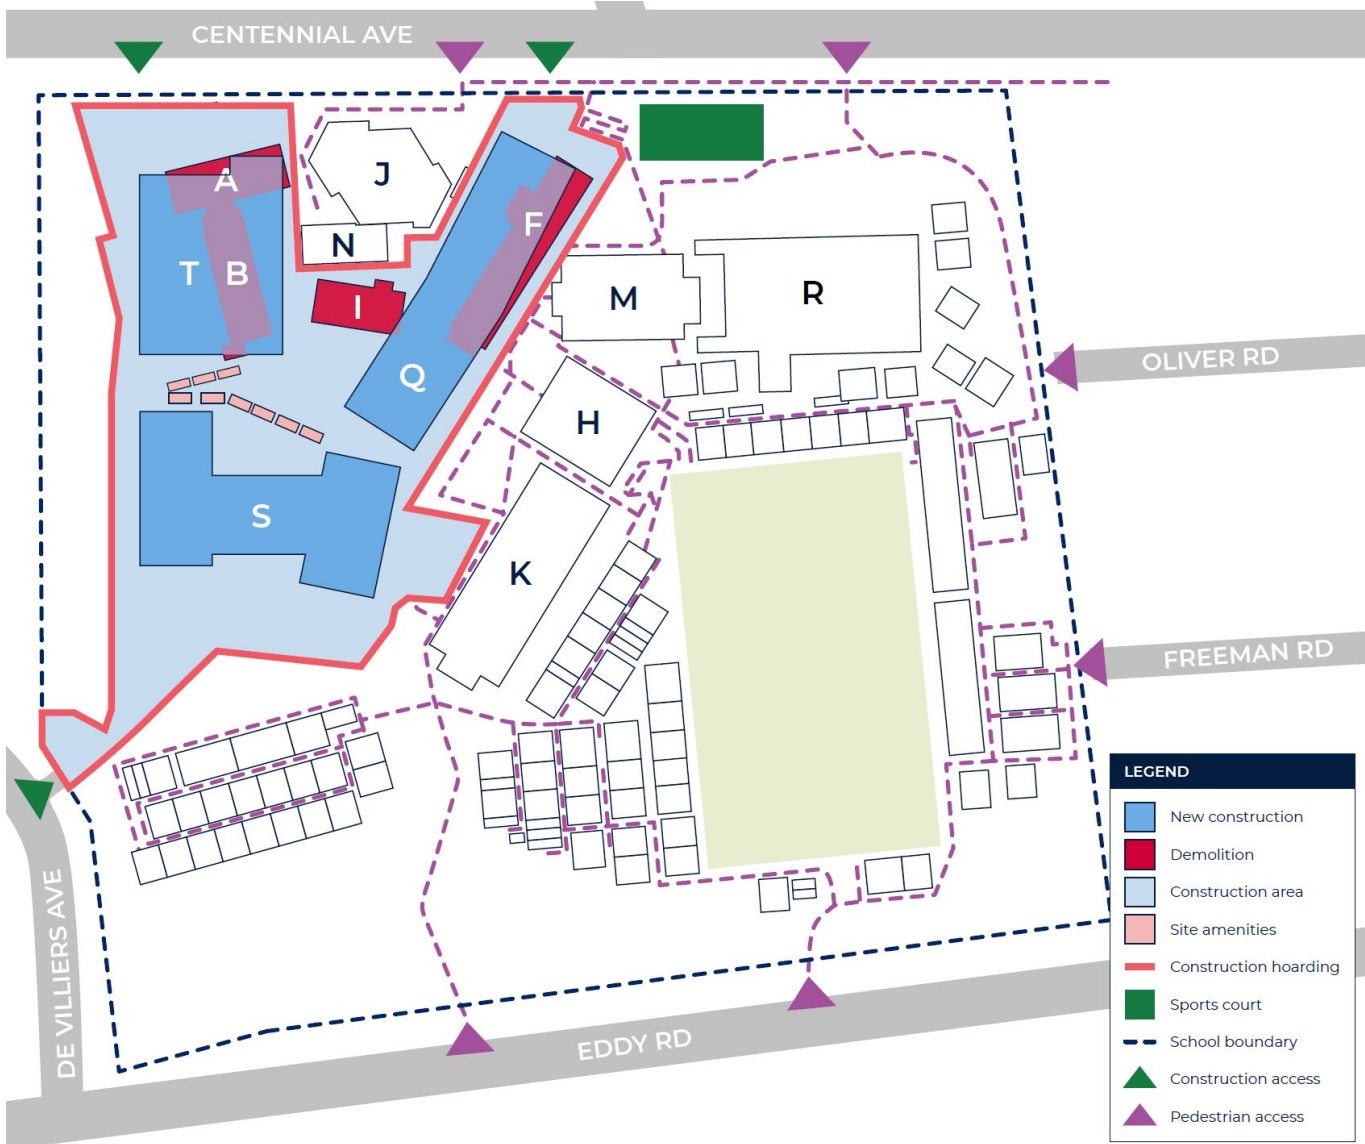 CENTENNIAL AVE
A
J
F
N
T
B
I
M
R
Q
H
S
K
OLIVER RD
FREEMAN RD
DE VILLIERS AVE
EDDY RD
LEGEND
New construction
Demolition
Construction area
Site amenities
Construction hoarding
Sports court
School boundary
Construction access
Pedestrian access